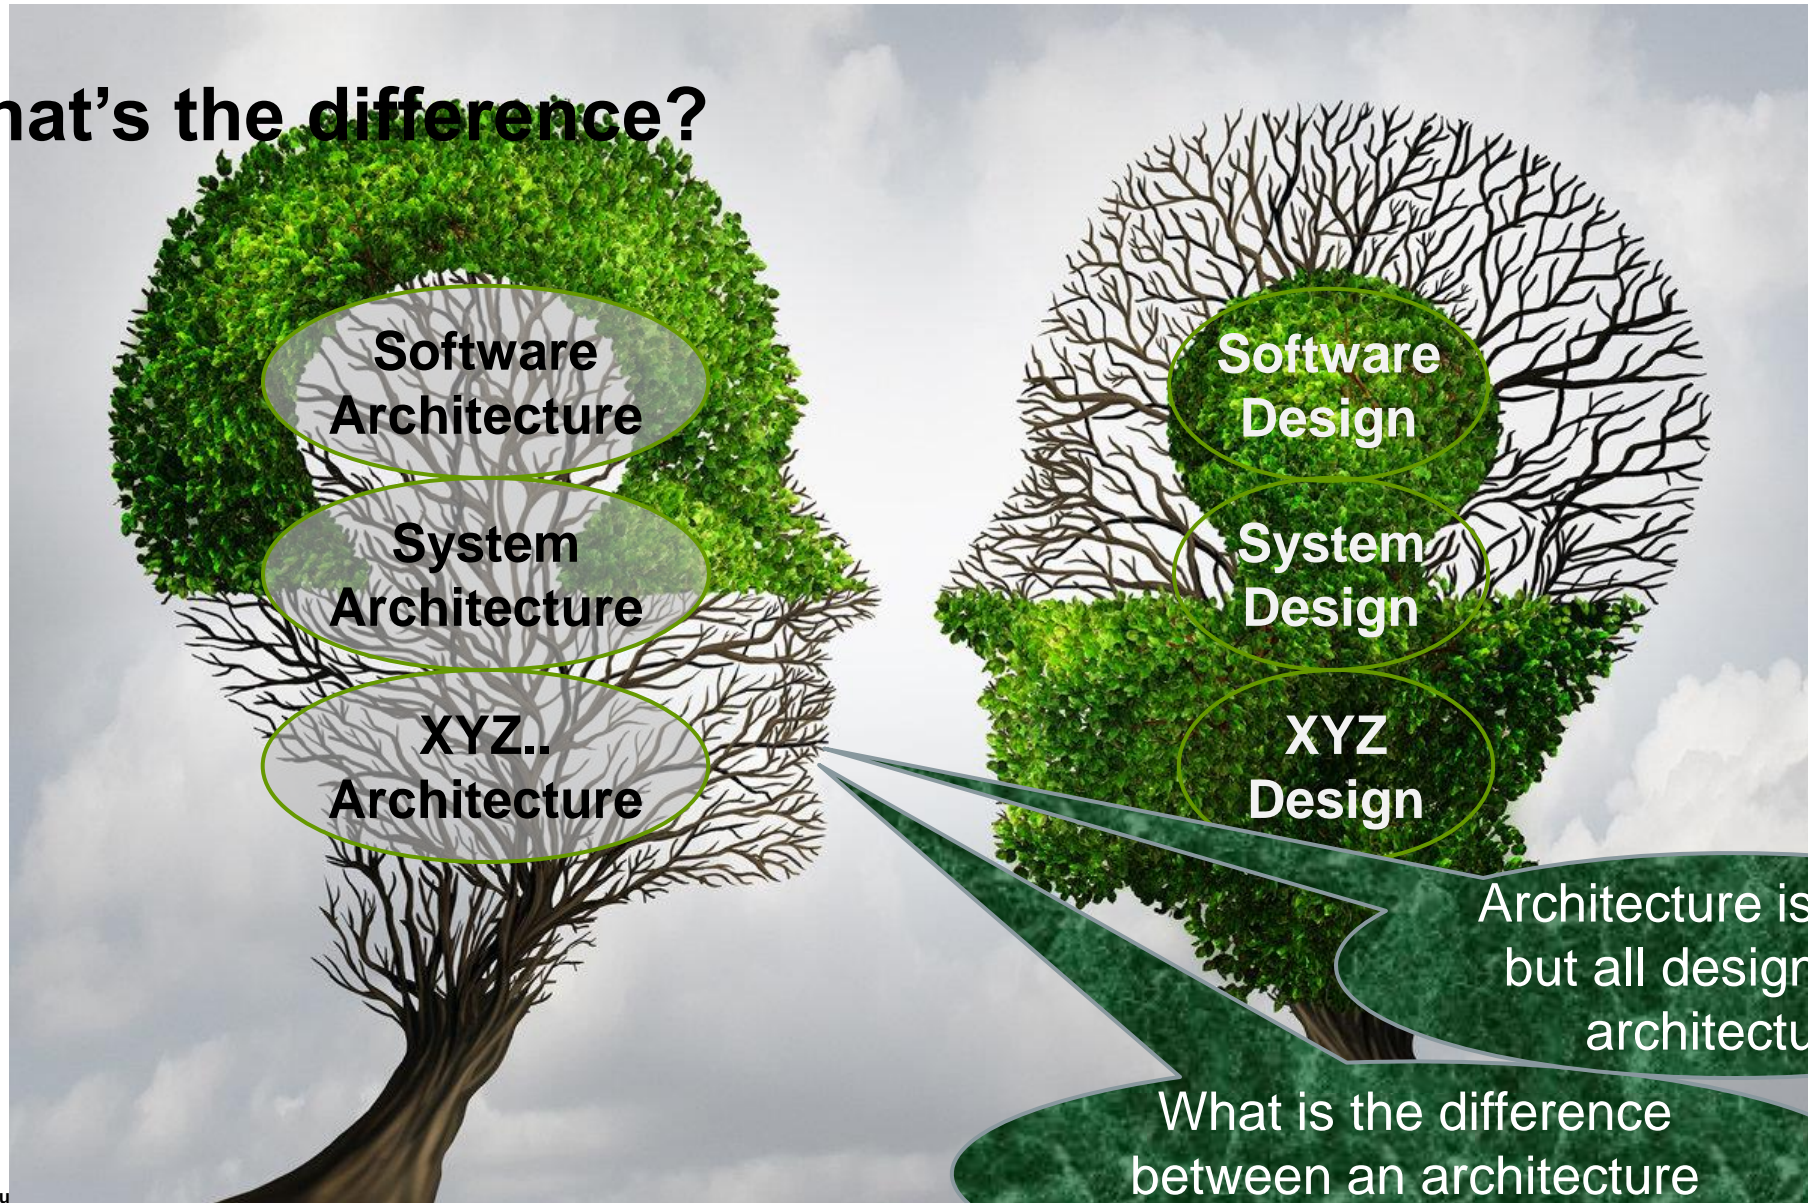 hat's the difference?
Software
Architecture
System
Architecture
XYZ..
Architecture
Software
Design
System
Design
XYZ
Design
Architecture is
but all design
architectu
What is the difference
between an architecture
u